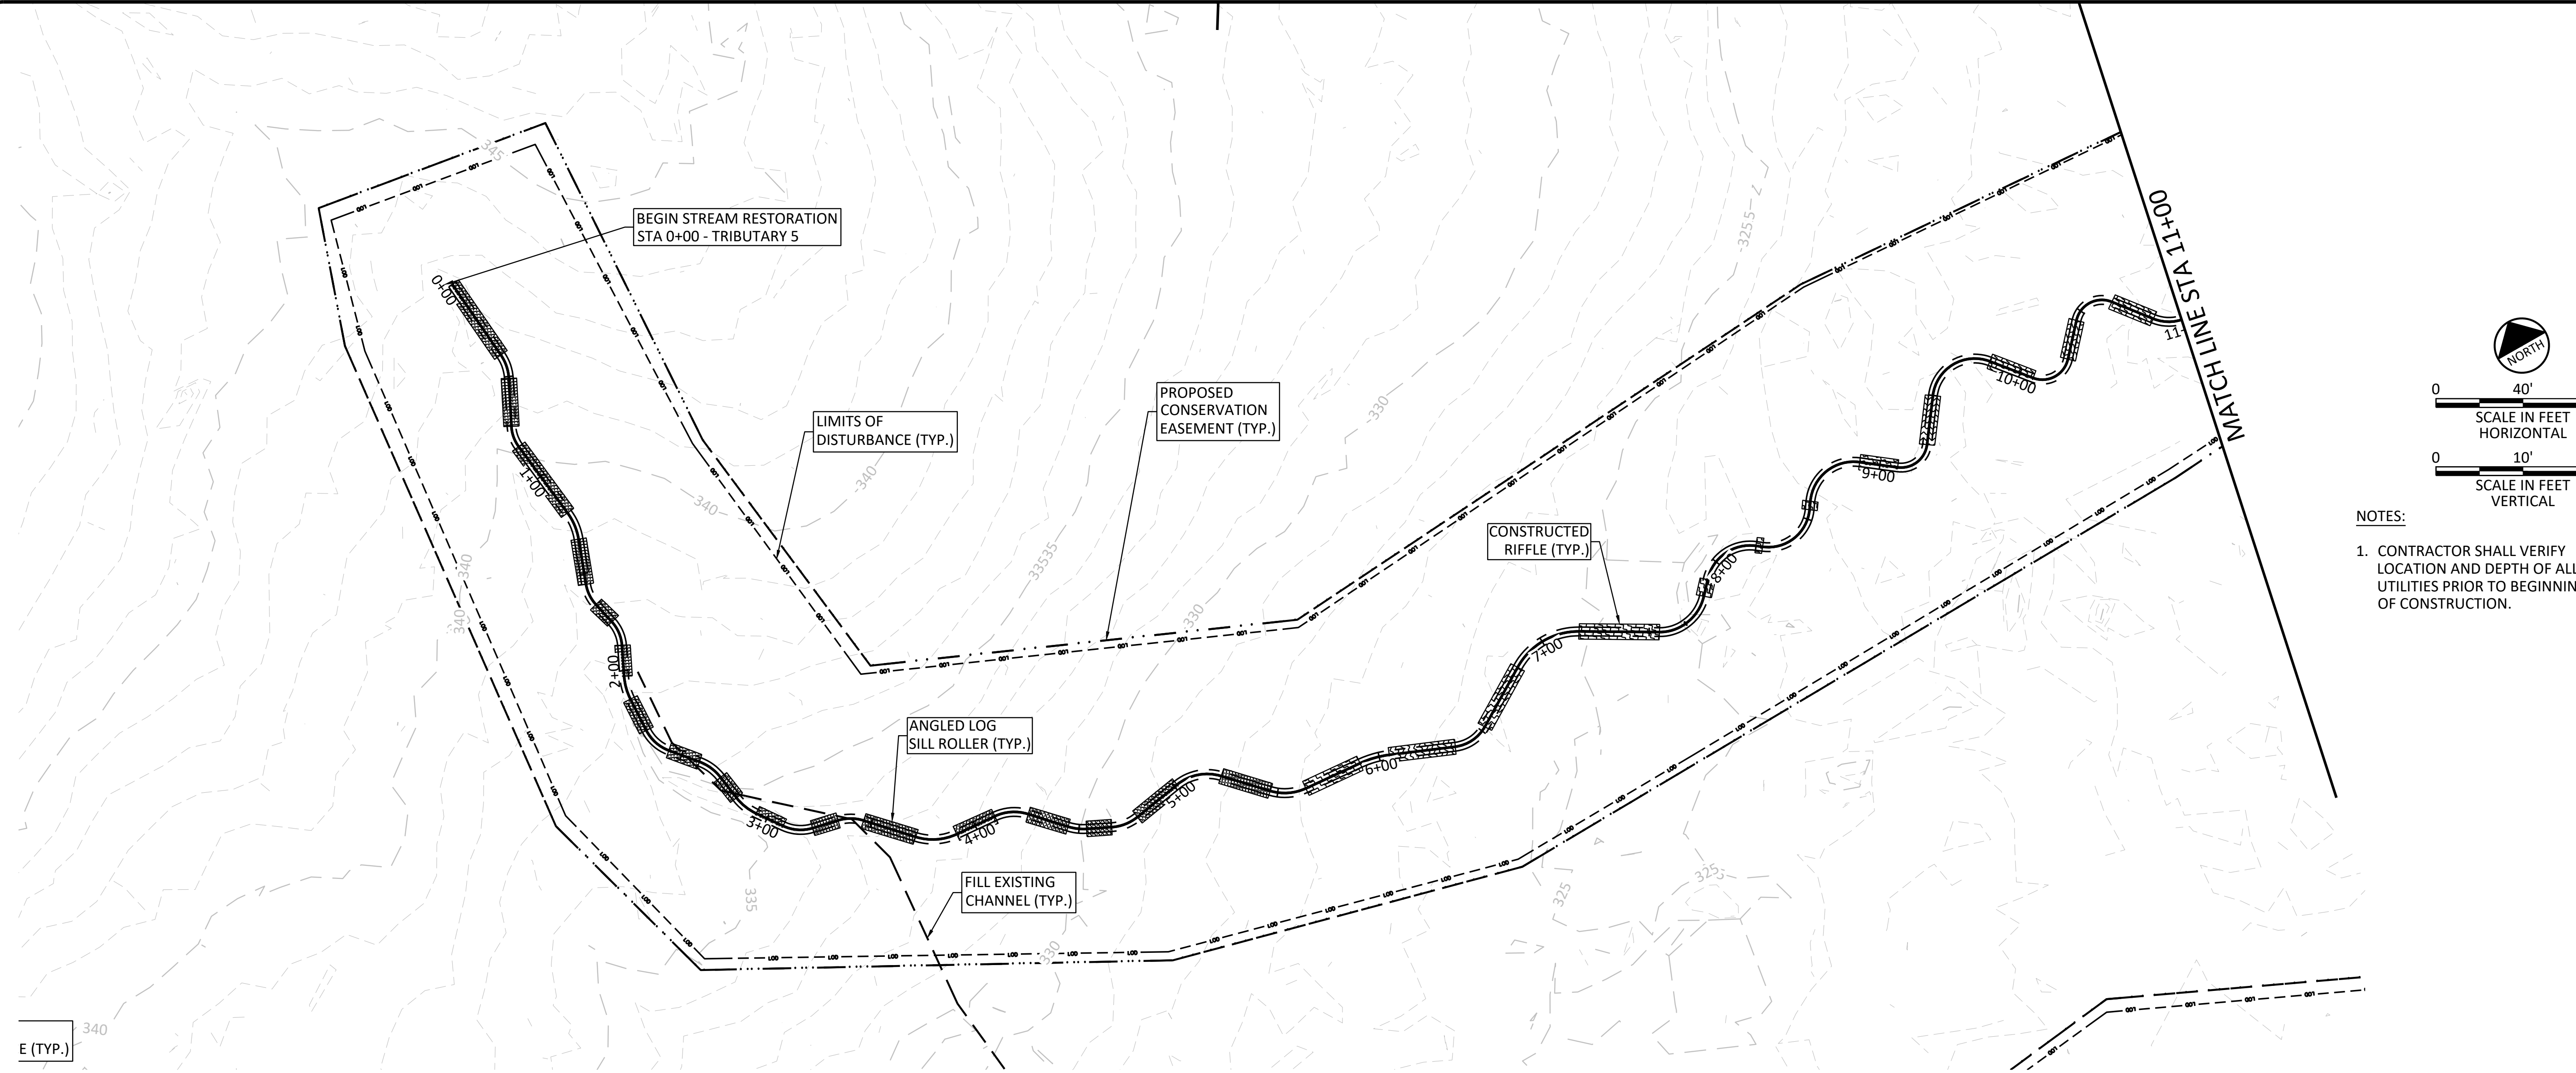 345
BEGIN STREAM RESTORATION
STA 0+00 - TRIBUTARY 5
0+00
1+00
2+00
3+00
4+00
5+00
6+00
7+00
8+00
9+00
10+00
11+
MATCH LINE STA 11+00
LIMITS OF
DISTURBANCE (TYP.)
PROPOSED
CONSERVATION
EASEMENT (TYP.)
CONSTRUCTED
RIFFLE (TYP.)
ANGLED LOG
SILL ROLLER (TYP.)
FILL EXISTING
CHANNEL (TYP.)
E (TYP.)
340
340
340
340
340
33535
335
330
330
330
3255
325
325
LOD
NORTH
0 40'
SCALE IN FEET
HORIZONTAL
0 10'
SCALE IN FEET
VERTICAL
NOTES:
1. CONTRACTOR SHALL VERIFY
LOCATION AND DEPTH OF ALL
UTILITIES PRIOR TO BEGINNIN
OF CONSTRUCTION.